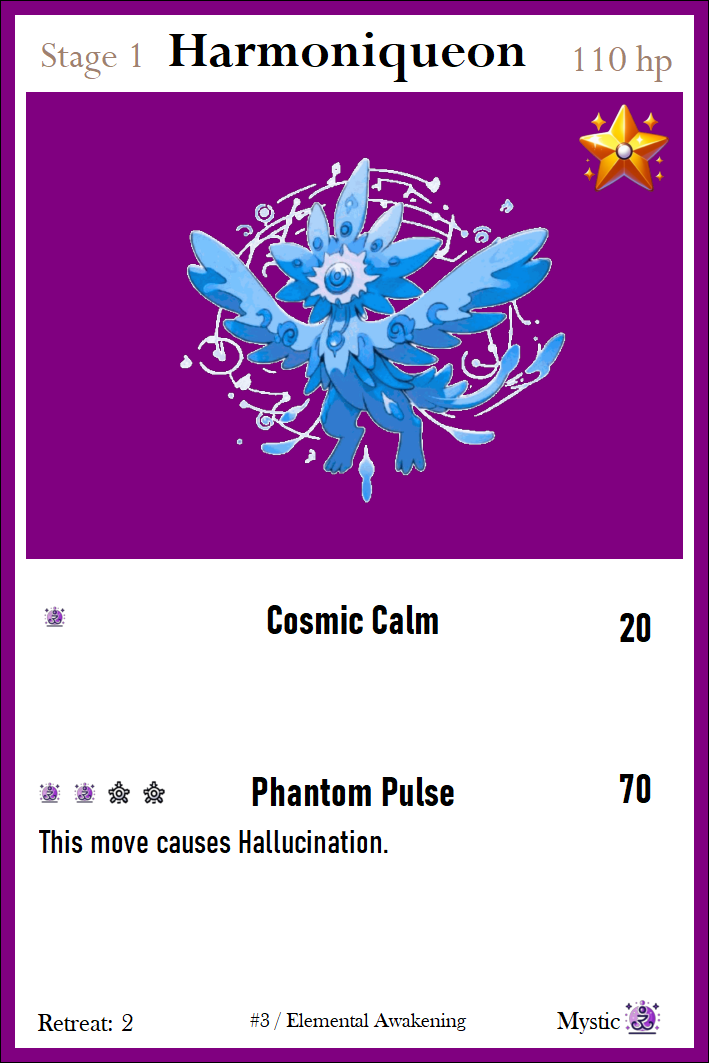 Stage 1 Harmoniqueon 110 hp
Cosmic Calm 20
Phantom Pulse 70
This move causes Hallucination.
Retreat: 2 #3 / Elemental Awakening Mystic